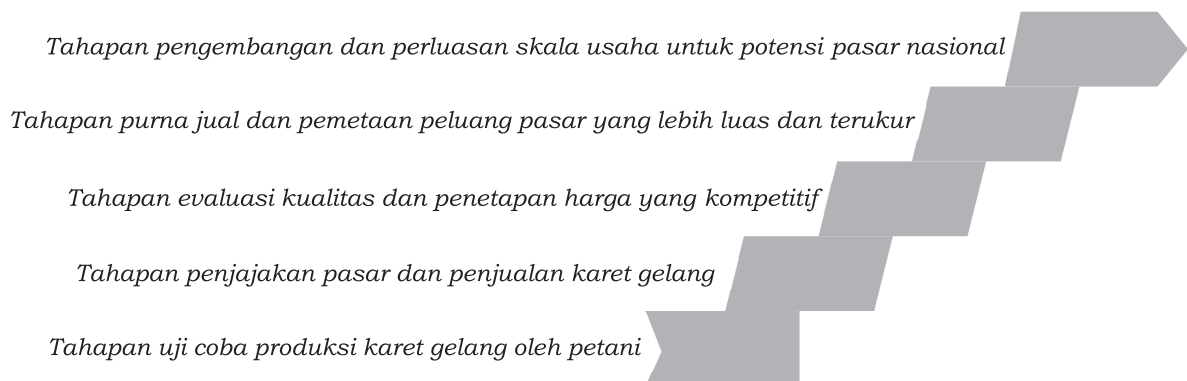 Tahapan pengembangan dan perluasan skala usaha untuk potensi pasar nasional
Tahapan purna jual dan pemetaan peluang pasar yang lebih luas dan terukur
Tahapan evaluasi kualitas dan penetapan harga yang kompetitif
Tahapan penjajakan pasar dan penjualan karet gelang
Tahapan uji coba produksi karet gelang oleh petani